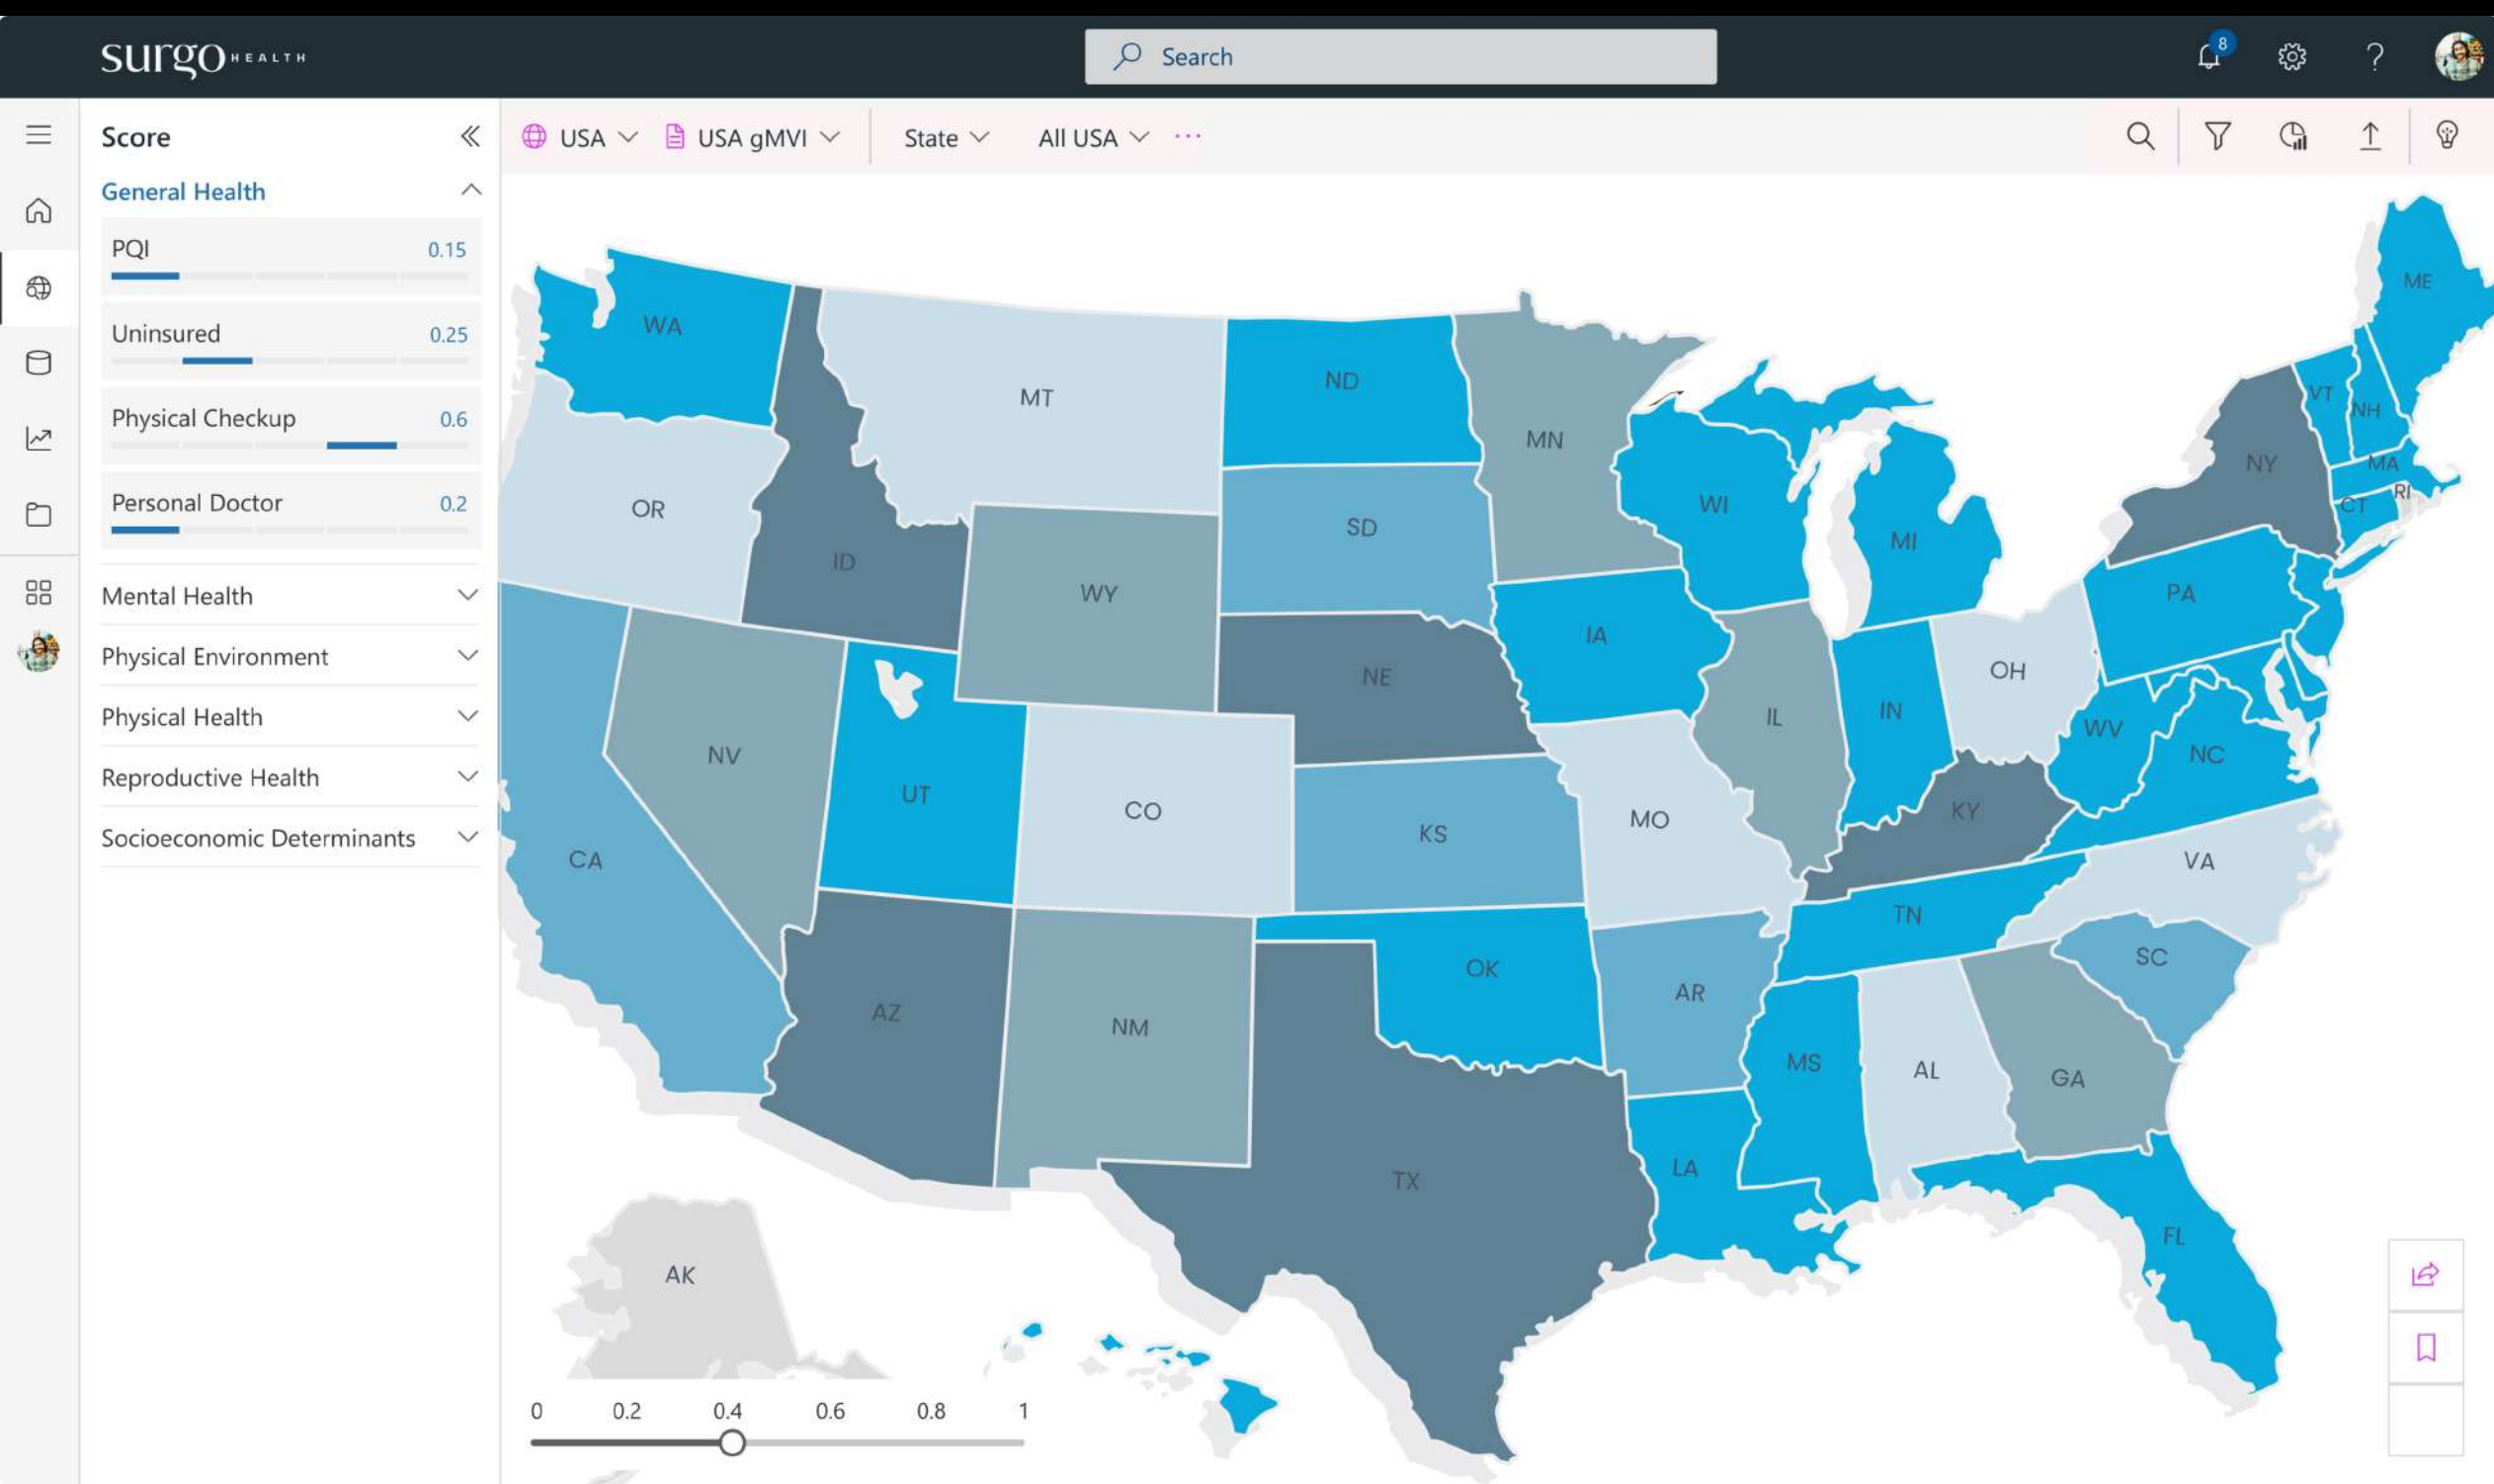 surgo HEALTH
Search
8
?
Score
USA
USA gMVI
State
All USA
General Health
PQI
0.15
Uninsured
0.25
Physical Checkup
0.6
Personal Doctor
0.2
Mental Health
Physical Environment
Physical Health
Reproductive Health
Socioeconomic Determinants
ME
WA
ND
MT
VT
NH
MN
NY
MA
RI
OR
WI
CT
SD
MI
ID
WY
PA
IA
OH
NE
IN
IL
WV
NV
NC
UT
CO
KY
MO
KS
CA
VA
TN
SC
OK
AR
AZ
NM
MS
AL
GA
LA
TX
FL
AK
0 0.2 0.4 0.6 0.8 1